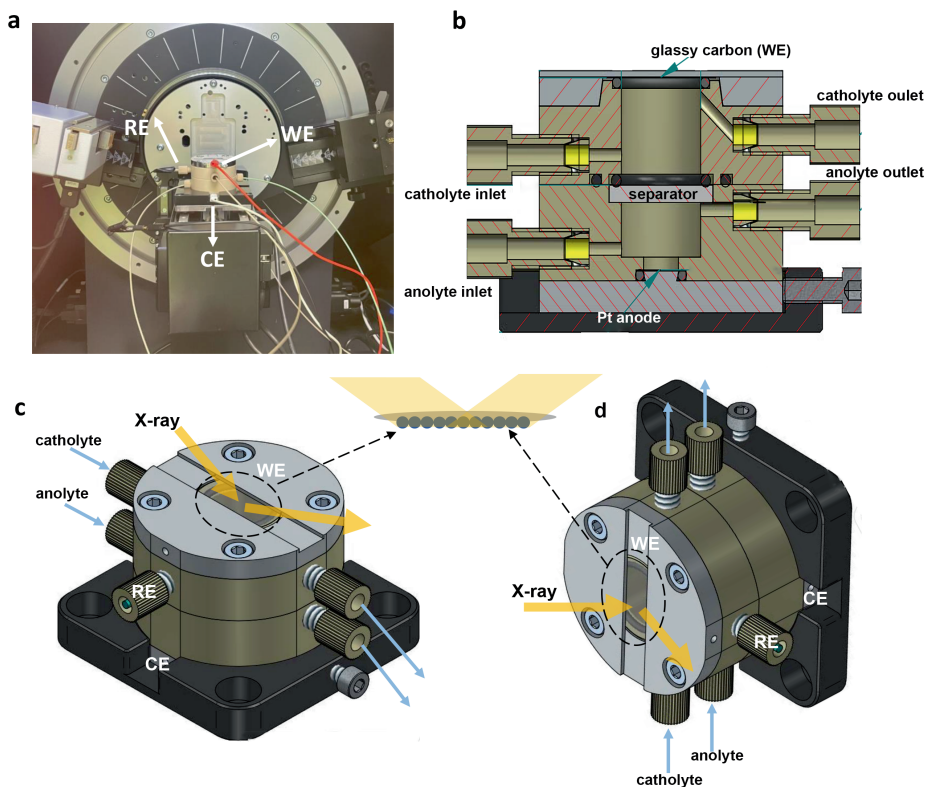 a
RE
WE
CE
b
glassy carbon (WE)
catholyte oulet
anolyte outlet
catholyte inlet
separator
anolyte inlet
Pt anode
c
X-ray
catholyte
WE
anolyte
RE
CE
d
WE
X-ray
CE
RE
anolyte
catholyte